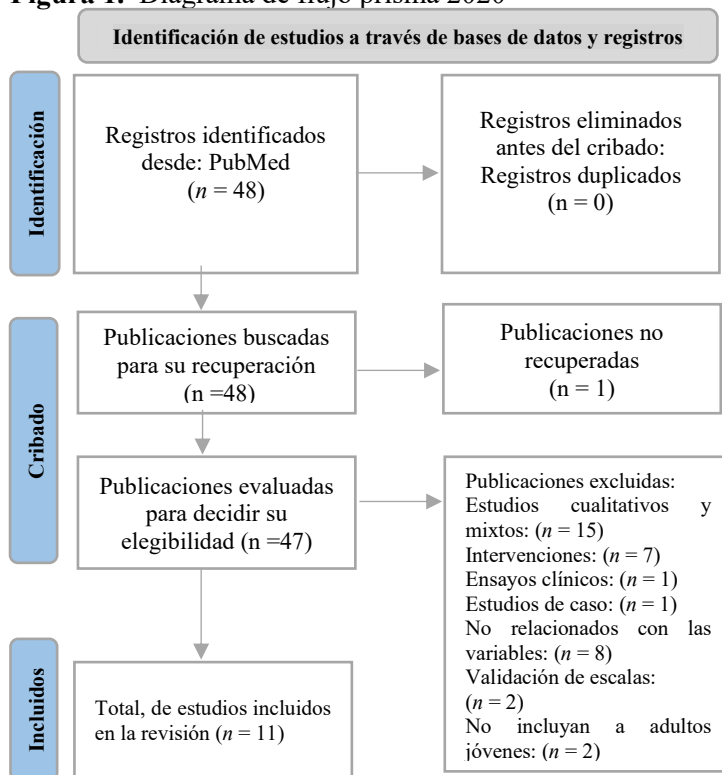 Figura 1. Diagrama de flujo prisma 2020
Identificación de estudios a través de bases de datos y registros
Identificación
Registros identificados
desde: PubMed
(n = 48)
Registros eliminados
antes del cribado:
Registros duplicados
(n = 0)
Cribado
Publicaciones buscadas
para su recuperación
(n =48)
Publicaciones no
recuperadas
(n = 1)
Publicaciones evaluadas
para decidir su
elegibilidad (n =47)
Publicaciones excluidas:
Estudios cualitativos y
mixtos: (n = 15)
Intervenciones: (n = 7)
Ensayos clínicos: (n = 1)
Estudios de caso: (n = 1)
No relacionados con las
variables: (n = 8)
Validación de escalas:
(n = 2)
No incluyan a adultos
jóvenes: (n = 2)
Incluidos
Total, de estudios incluidos
en la revisión (n = 11)